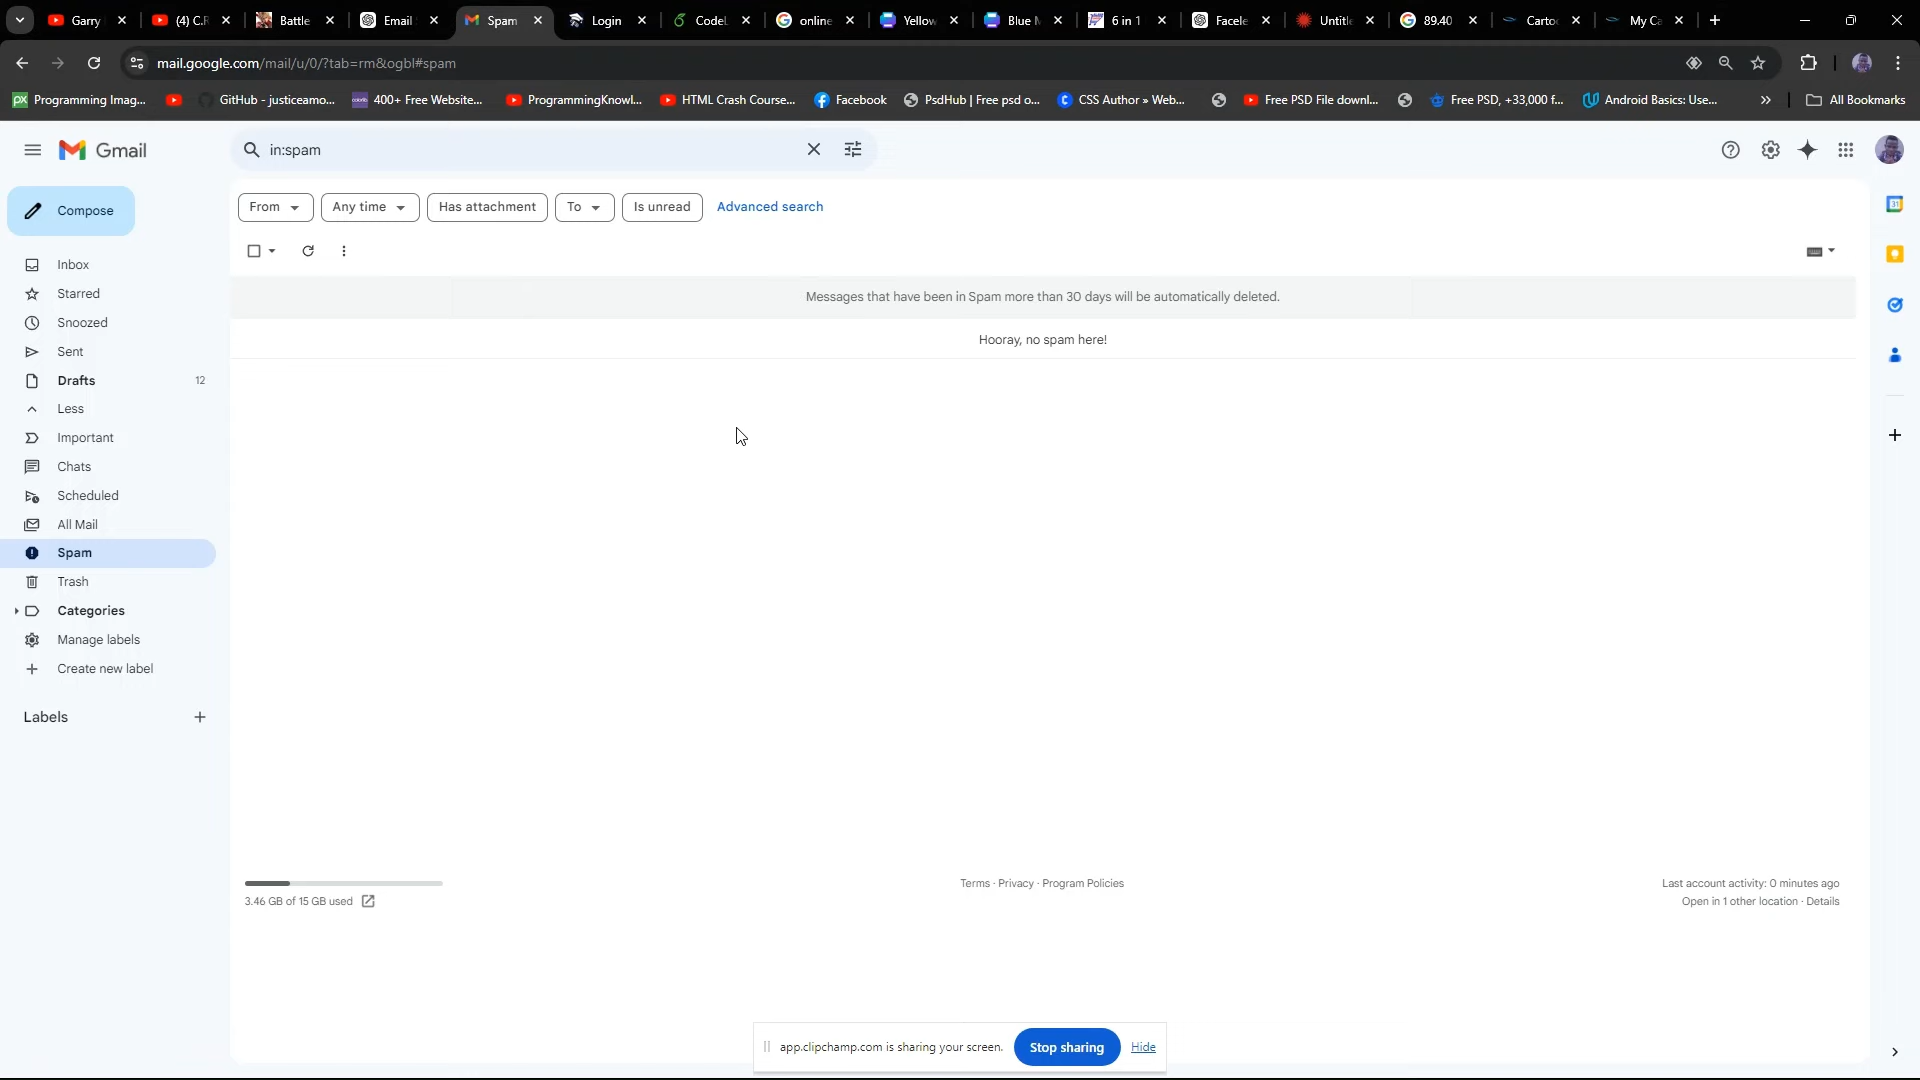 Garry
(4) C.R
Battle
Email
Spam
Login
CodeL
online
Yellow
Blue M
6 in 1
Facele
Untitle
89.40
Carto
My Ca
mail.google.com/mail/u/0/?tab=rm&ogbl#spam
Programming Imag...
GitHub - justiceamo...
400+ Free Website...
ProgrammingKnowl...
HTML Crash Course...
Facebook
PsdHub | Free psd o...
CSS Author » Web...
Free PSD File downl...
Free PSD, +33,000 f...
Android Basics: Use...
All Bookmarks
Gmail
in:spam
Compose
From
Any time
Has attachment
To
Is unread
Advanced search
Inbox
Starred
Snoozed
Sent
Drafts 12
Less
Important
Chats
Scheduled
All Mail
Spam
Trash
Categories
Manage labels
Create new label
Labels
Messages that have been in Spam more than 30 days will be automatically deleted.
Hooray, no spam here!
3.46 GB of 15 GB used
Terms · Privacy · Program Policies
Last account activity: 0 minutes ago
Open in 1 other location · Details
app.clipchamp.com is sharing your screen.
Stop sharing
Hide